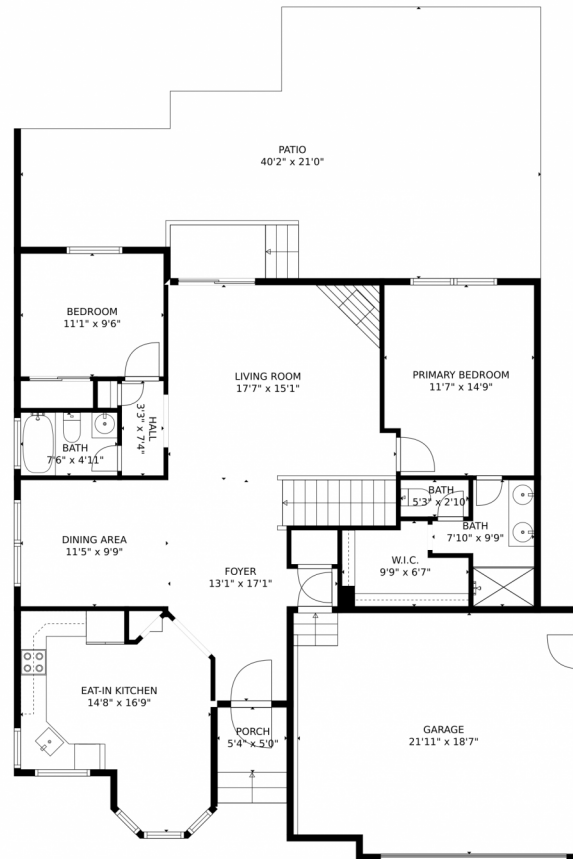 PATIO
40'2" x 21'0"
BEDROOM
11'1" x 9'6"
LIVING ROOM
17'7" x 15'1"
PRIMARY BEDROOM
11'7" x 14'9"
HALL
3'3" x 7'4"
BATH
7'6" x 4'11"
BATH
5'3" x 2'10"
BATH
7'10" x 9'9"
DINING AREA
11'5" x 9'9"
FOYER
13'1" x 17'1"
W.I.C.
9'9" x 6'7"
EAT-IN KITCHEN
14'8" x 16'9"
PORCH
5'4" x 5'0"
GARAGE
21'11" x 18'7"